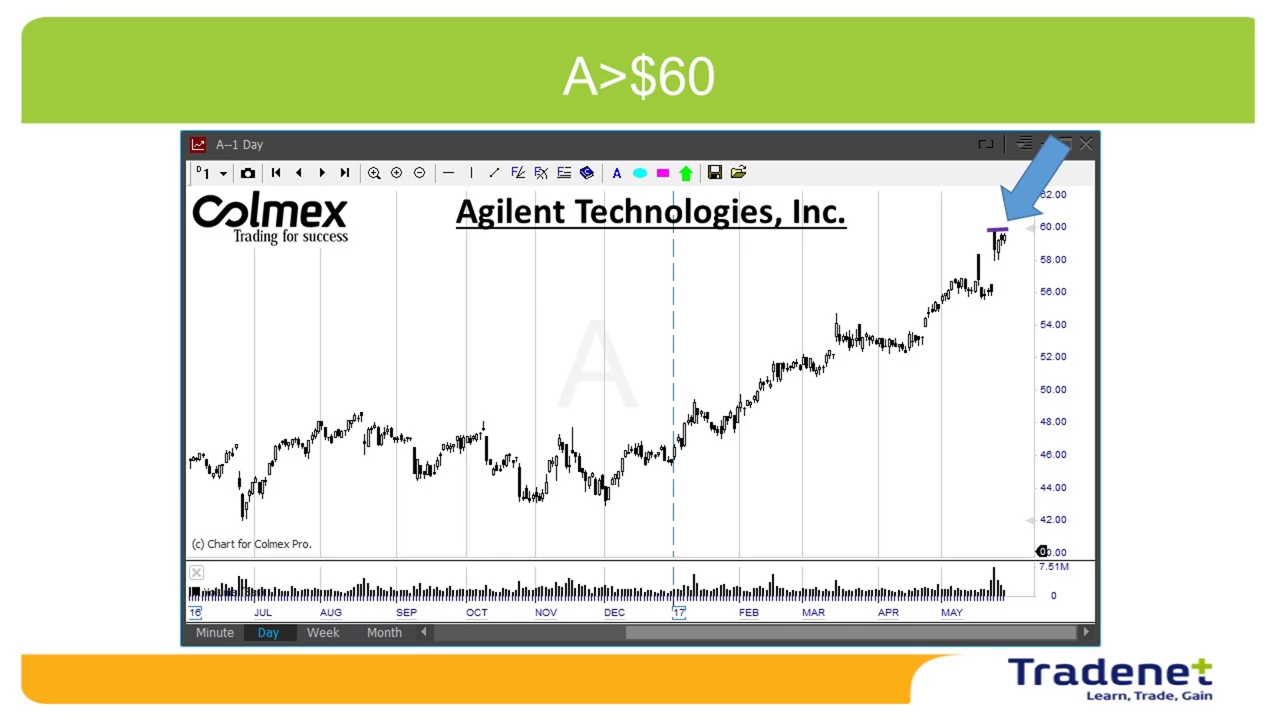 A>$60
A--1 Day
D1
A
Colmex
Trading for success
Agilent Technologies, Inc.
A
62.00
60.00
58.00
56.00
54.00
52.00
50.00
48.00
46.00
44.00
42.00
(c) Chart for Colmex Pro.
7.51M
0
16 JUL AUG SEP OCT NOV DEC 17 FEB MAR APR MAY
Minute Day Week Month
Tradenet
Learn, Trade, Gain